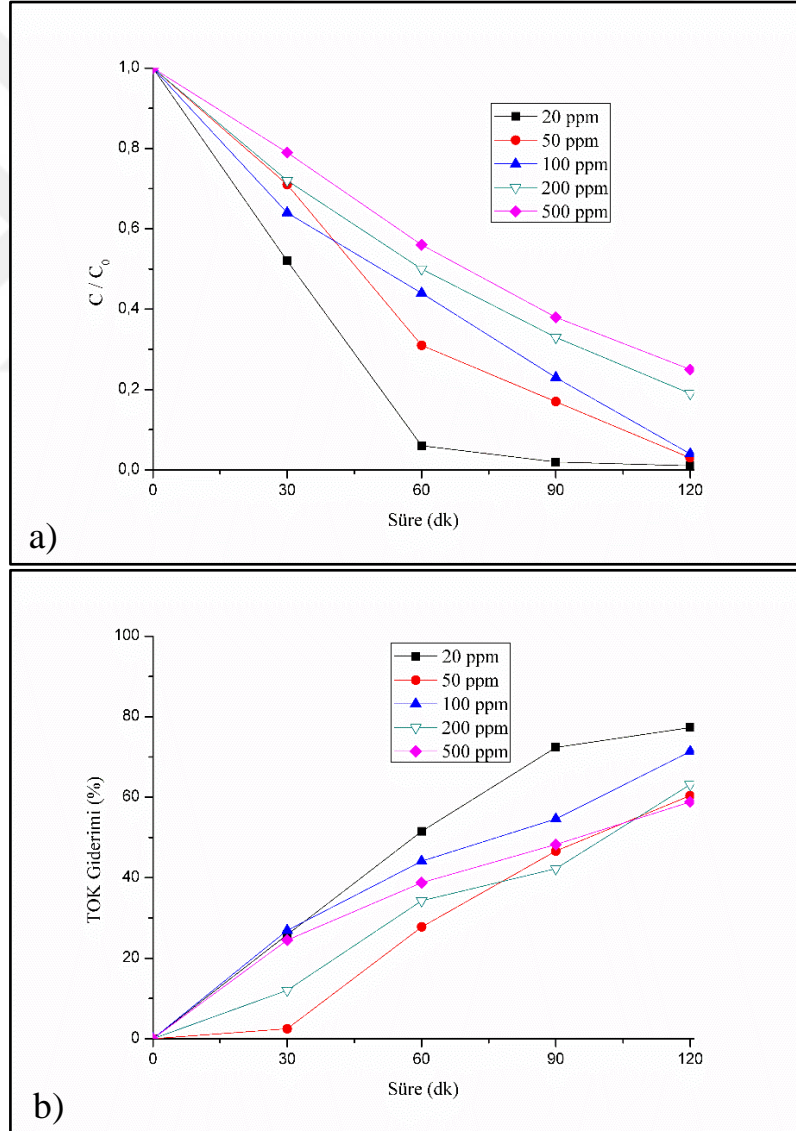 1,0
0,8
0,6
0,4
0,2
0,0
C / C₀
20 ppm
50 ppm
100 ppm
200 ppm
500 ppm
0 30 60 90 120
Süre (dk)
a)
100
80
60
40
20
0
TOK Giderimi (%)
20 ppm
50 ppm
100 ppm
200 ppm
500 ppm
0 30 60 90 120
Süre (dk)
b)